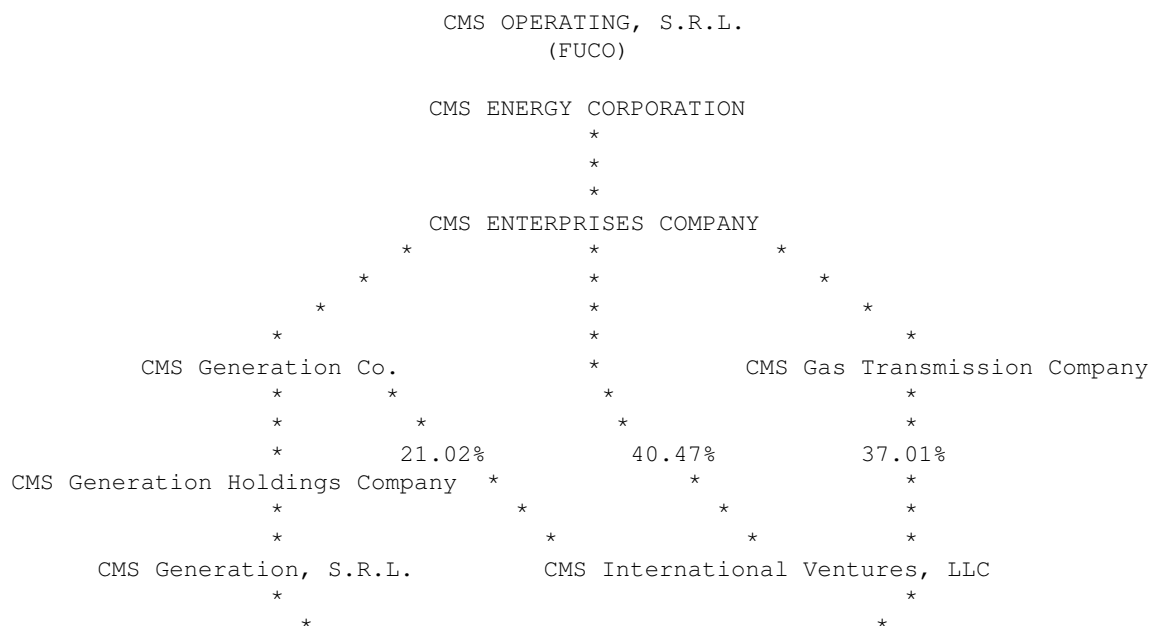 CMS OPERATING, S.R.L.
(FUCO)
CMS ENERGY CORPORATION
*
*
*
CMS ENTERPRISES COMPANY
* * *
* * *
* * *
* * *
CMS Generation Co. * CMS Gas Transmission Company
* * * *
* * * *
* 21.02% 40.47% 37.01%
CMS Generation Holdings Company * * *
* * * *
* * * *
CMS Generation, S.R.L. CMS International Ventures, LLC
* *
* *